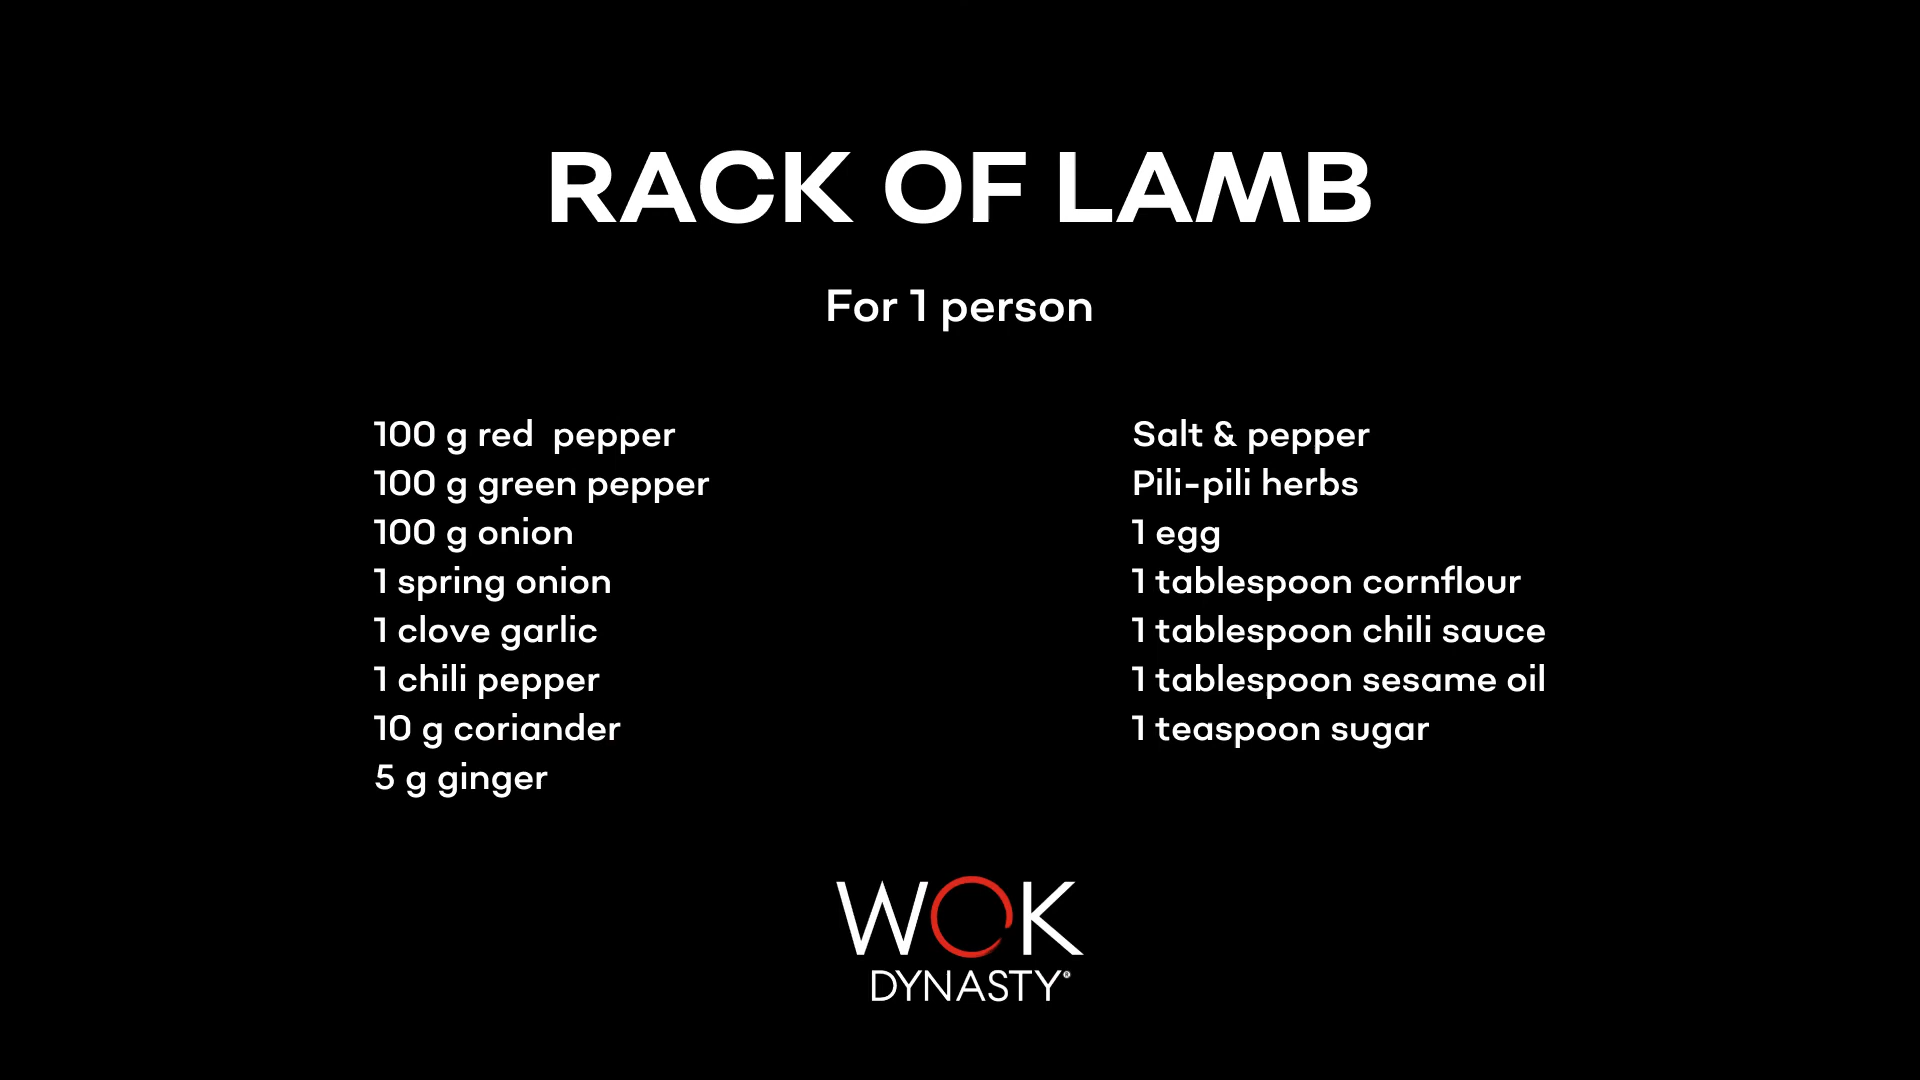 RACK OF LAMB
For 1 person
100 g red  pepper
100 g green pepper
100 g onion
1 spring onion
1 clove garlic
1 chili pepper
10 g coriander
5 g ginger
Salt & pepper
Pili-pili herbs
1 egg
1 tablespoon cornflour
1 tablespoon chili sauce
1 tablespoon sesame oil
1 teaspoon sugar
WOK
DYNASTY®